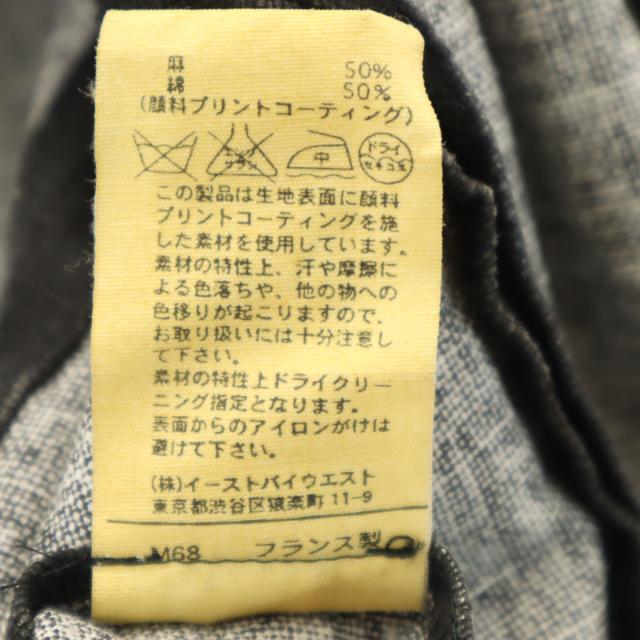 麻 50%
綿 50%
(顔料プリントコーティング)
中
ドライ
セキユ系
この製品は生地表面に顔料
プリントコーティングを施
した素材を使用しています。
素材の特性上、汗や摩擦に
よる色落ちや、他の物への
色移りが起こりますので、
お取り扱いには十分注意し
て下さい。
素材の特性上ドライクリー
ニング指定となります。
表面からのアイロンがけは
避けて下さい。
(株)イーストバイウエスト
東京都渋谷区猿楽町11-9
M68 フランス製